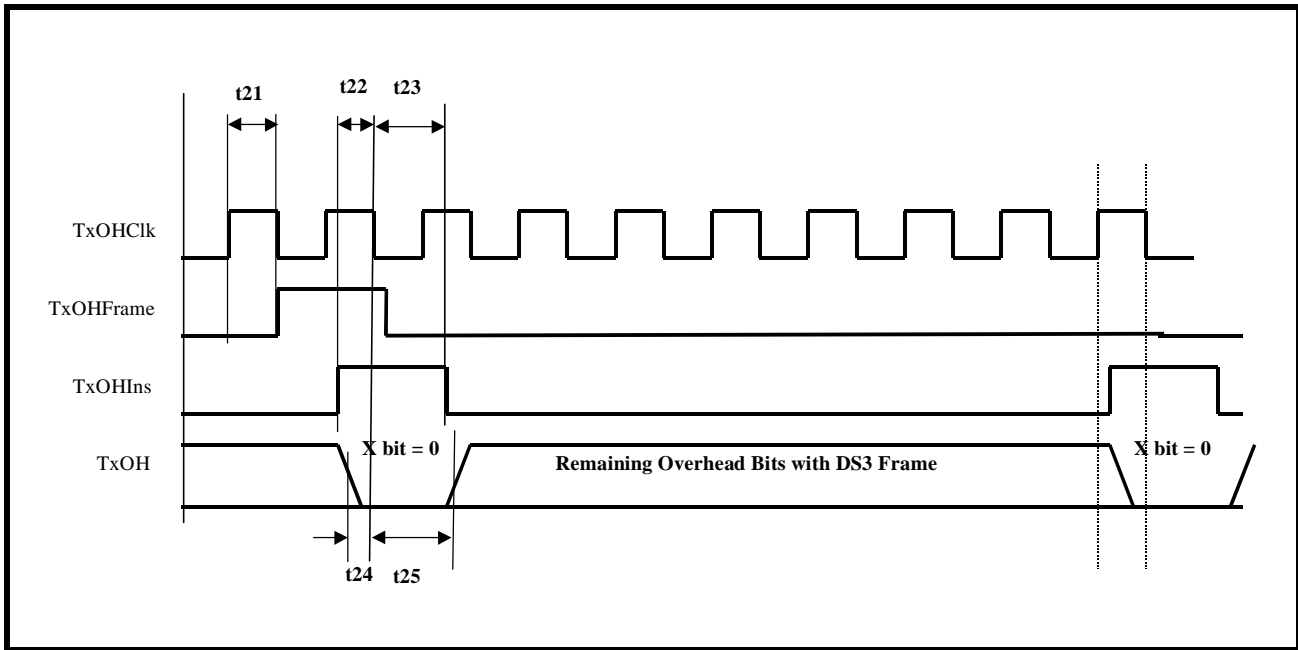 t21
t22
t23
TxOHClk
TxOHFrame
TxOHIns
TxOH
X bit = 0
Remaining Overhead Bits with DS3 Frame
X bit = 0
t24
t25